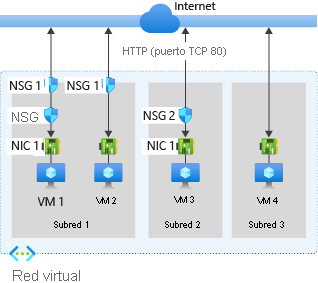 Internet
HTTP (puerto TCP 80)
NSG 1
NSG 1
NSG
NSG 2
NIC 1
NIC 1
VM 1
VM 2
VM 3
VM 4
Subred 1
Subred 2
Subred 3
Red virtual